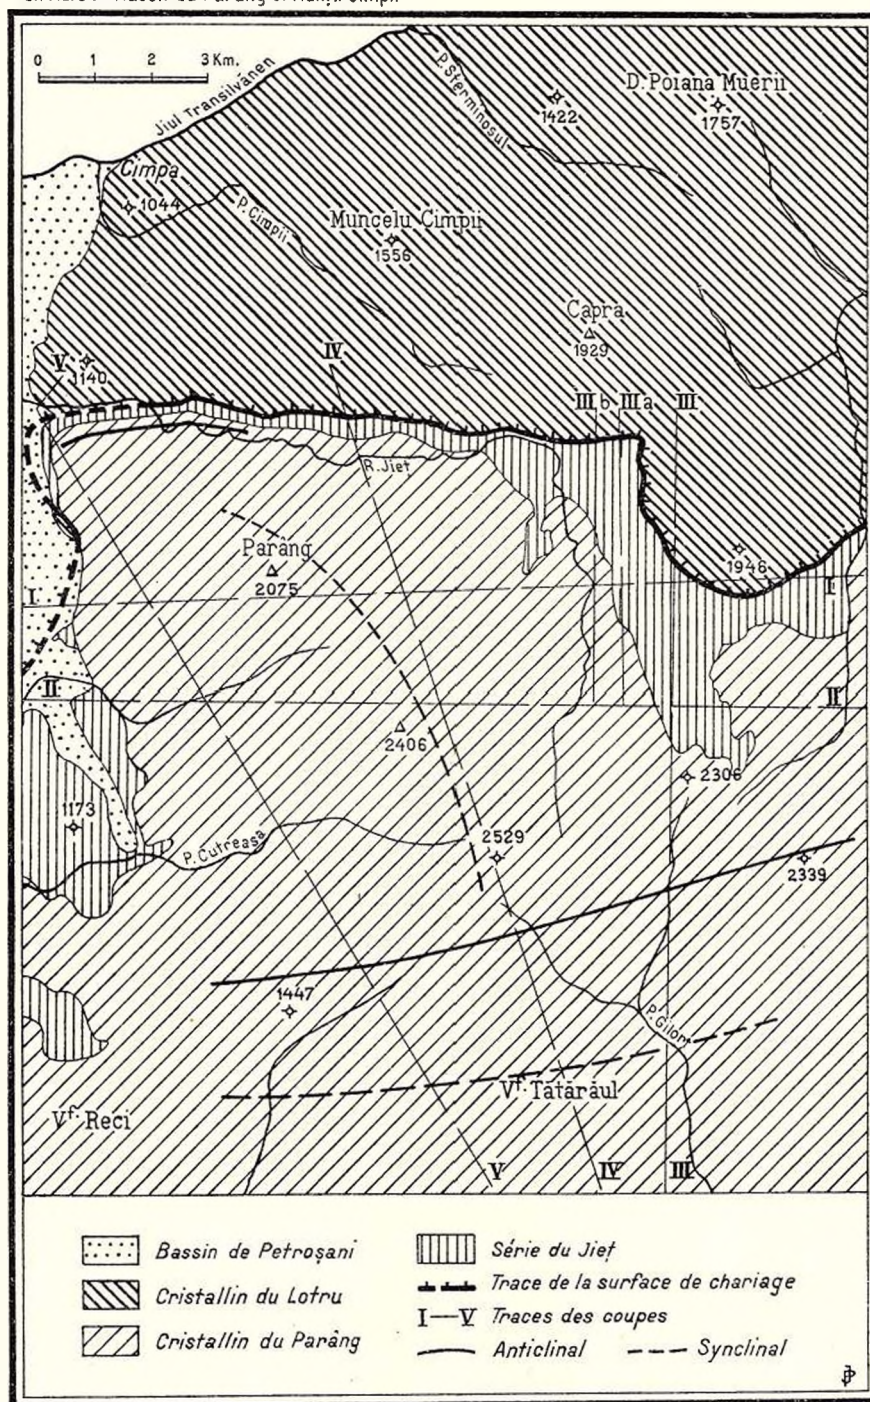 0 1 2 3 Km.
Jiul Transilvănen
P. Sterminosul
1422
D. Poiana Muerii
1757
Cimpa
1044
P. Cimpii
Muncelu Cimpii
1556
Capra
1929
V
1140
IV
III b III a III
R. Jieț
Parâng
2075
1946
I I
II II
2406
2306
1173
P. Cutreasa
2529
2339
1447
P. Gilort
Vf. Tătărăul
Vf. Reci
V IV III
Bassin de Petroșani
Cristallin du Lotru
Cristallin du Parâng
Série du Jieț
Trace de la surface de chariage
I—V Traces des coupes
Anticlinal Synclinal